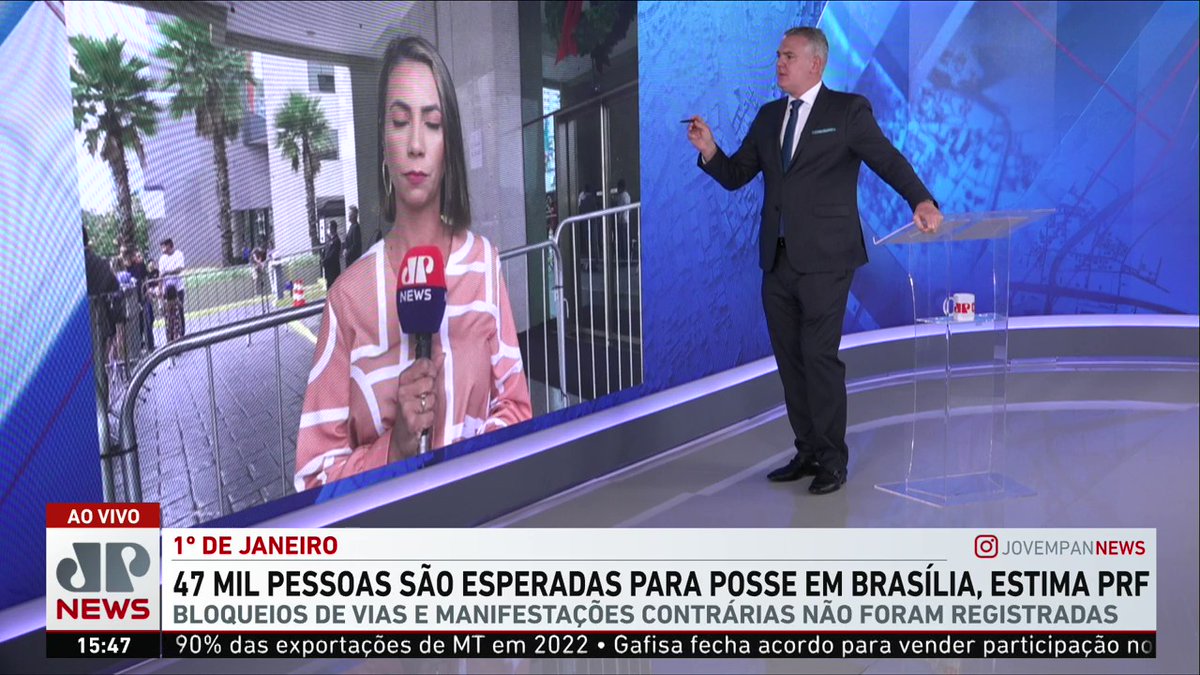 JP
NEWS
JP
AO VIVO
JP
NEWS
15:47
1º DE JANEIRO
JOVEMPANNEWS
47 MIL PESSOAS SÃO ESPERADAS PARA POSSE EM BRASÍLIA, ESTIMA PRF
BLOQUEIOS DE VIAS E MANIFESTAÇÕES CONTRÁRIAS NÃO FORAM REGISTRADAS
90% das exportações de MT em 2022 • Gafisa fecha acordo para vender participação no